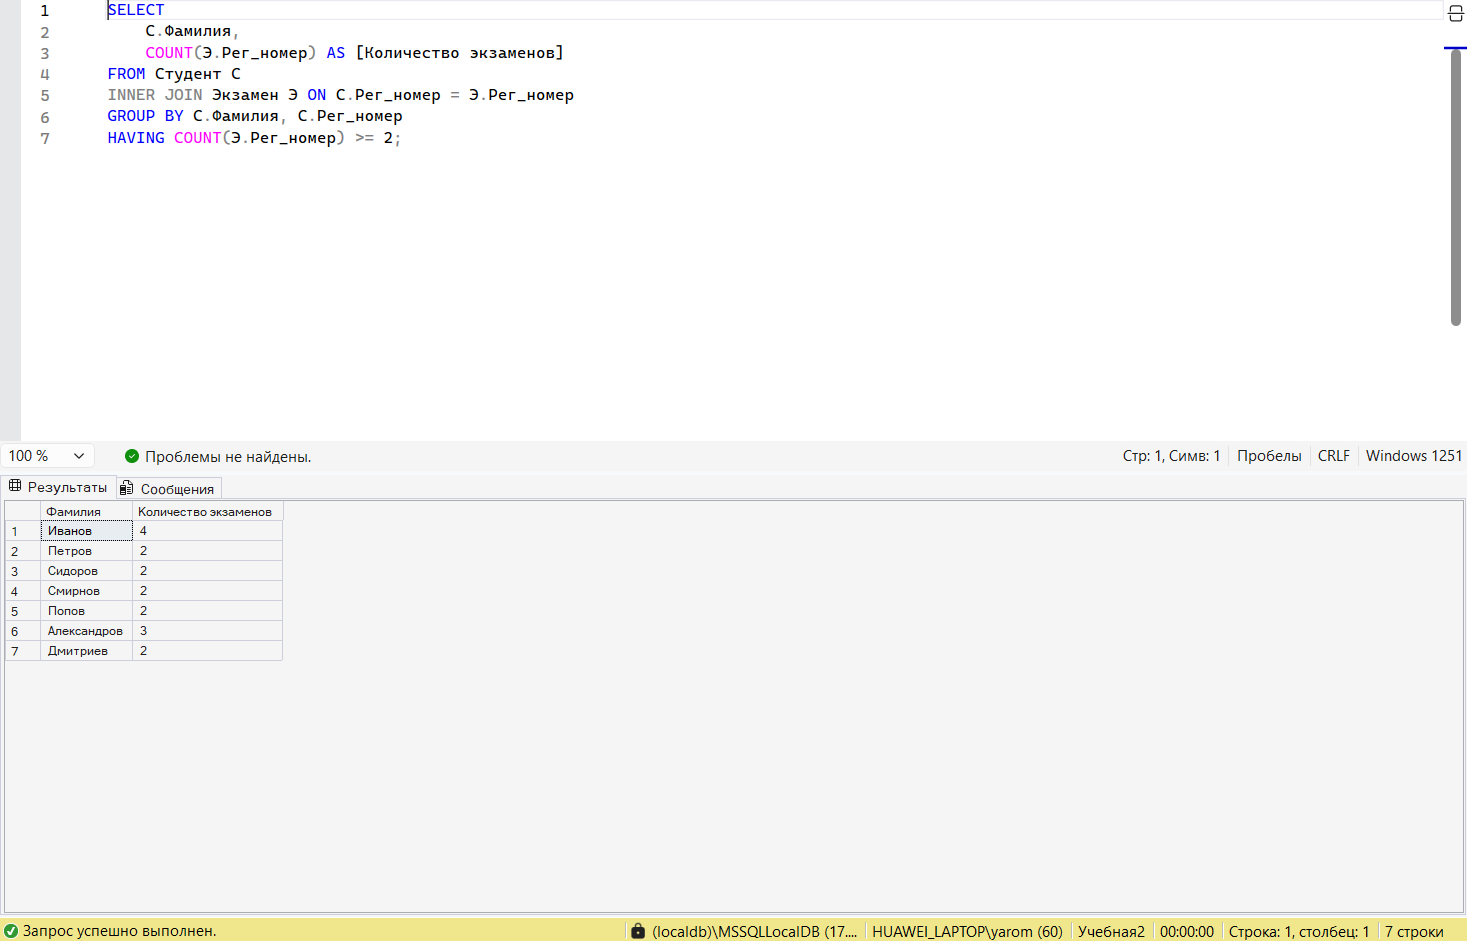 1 SELECT
2 С.Фамилия,
3 COUNT(Э.Рег_номер) AS [Количество экзаменов]
4 FROM Студент С
5 INNER JOIN Экзамен Э ON С.Рег_номер = Э.Рег_номер
6 GROUP BY С.Фамилия, С.Рег_номер
7 HAVING COUNT(Э.Рег_номер) >= 2;
100 % Проблемы не найдены. Стр: 1, Симв: 1 Пробелы CRLF Windows 1251
Результаты Сообщения
Фамилия Количество экзаменов
1 Иванов 4
2 Петров 2
3 Сидоров 2
4 Смирнов 2
5 Попов 2
6 Александров 3
7 Дмитриев 2
Запрос успешно выполнен. (localdb)\MSSQLLocalDB (17.... HUAWEI_LAPTOP\yarom (60) Учебная2 00:00:00 Строка: 1, столбец: 1 7 строки